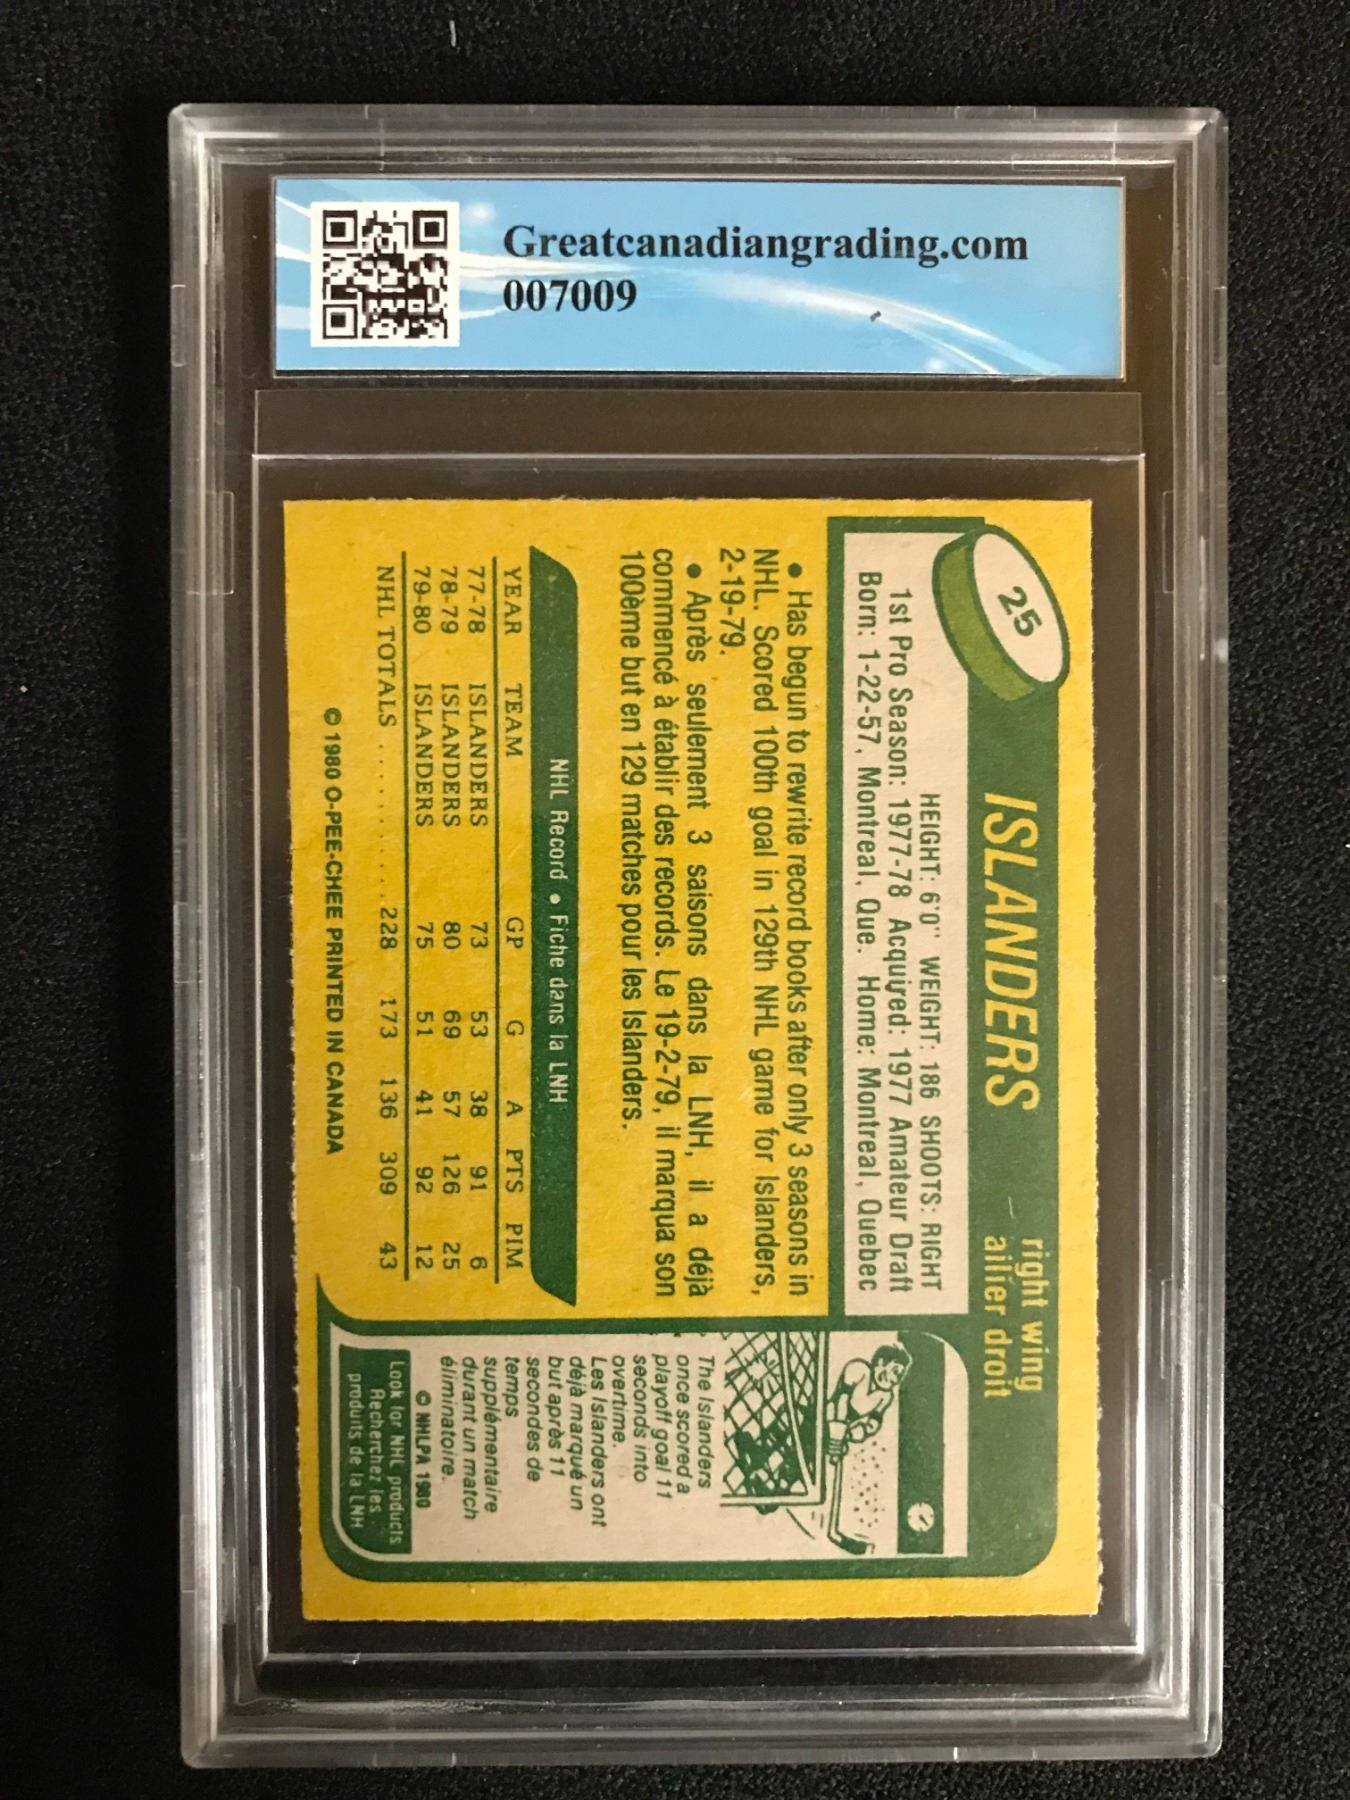 Greatcanadiangrading.com
007009
25
ISLANDERS
right wing
ailier droit
HEIGHT: 6'0" WEIGHT: 186 SHOOTS: RIGHT
1st Pro Season: 1977-78 Acquired: 1977 Amateur Draft
Born: 1-22-57, Montreal, Que. Home: Montreal, Quebec
• Has begun to rewrite record books after only 3 seasons in
NHL. Scored 100th goal in 129th NHL game for Islanders,
2-19-79.
• Après seulement 3 saisons dans la LNH, il a déjà
commencé à établir des records. Le 19-2-79, il marqua son
100ème but en 129 matches pour les Islanders.
NHL Record • Fiche dans la LNH
YEAR TEAM GP G A PTS PIM
77-78 ISLANDERS 73 53 38 91 6
78-79 ISLANDERS 80 69 57 126 25
79-80 ISLANDERS 75 51 41 92 12
NHL TOTALS .......... 228 173 136 309 43
© 1980 O-PEE-CHEE PRINTED IN CANADA
The Islanders
once scored a
playoff goal 11
seconds into
overtime.
Les Islanders ont
déjà marqué un
but après 11
secondes de
temps
supplémentaire
durant un match
éliminatoire.
© NHLPA 1980
Look for NHL products
Recherchez les
produits de la LNH